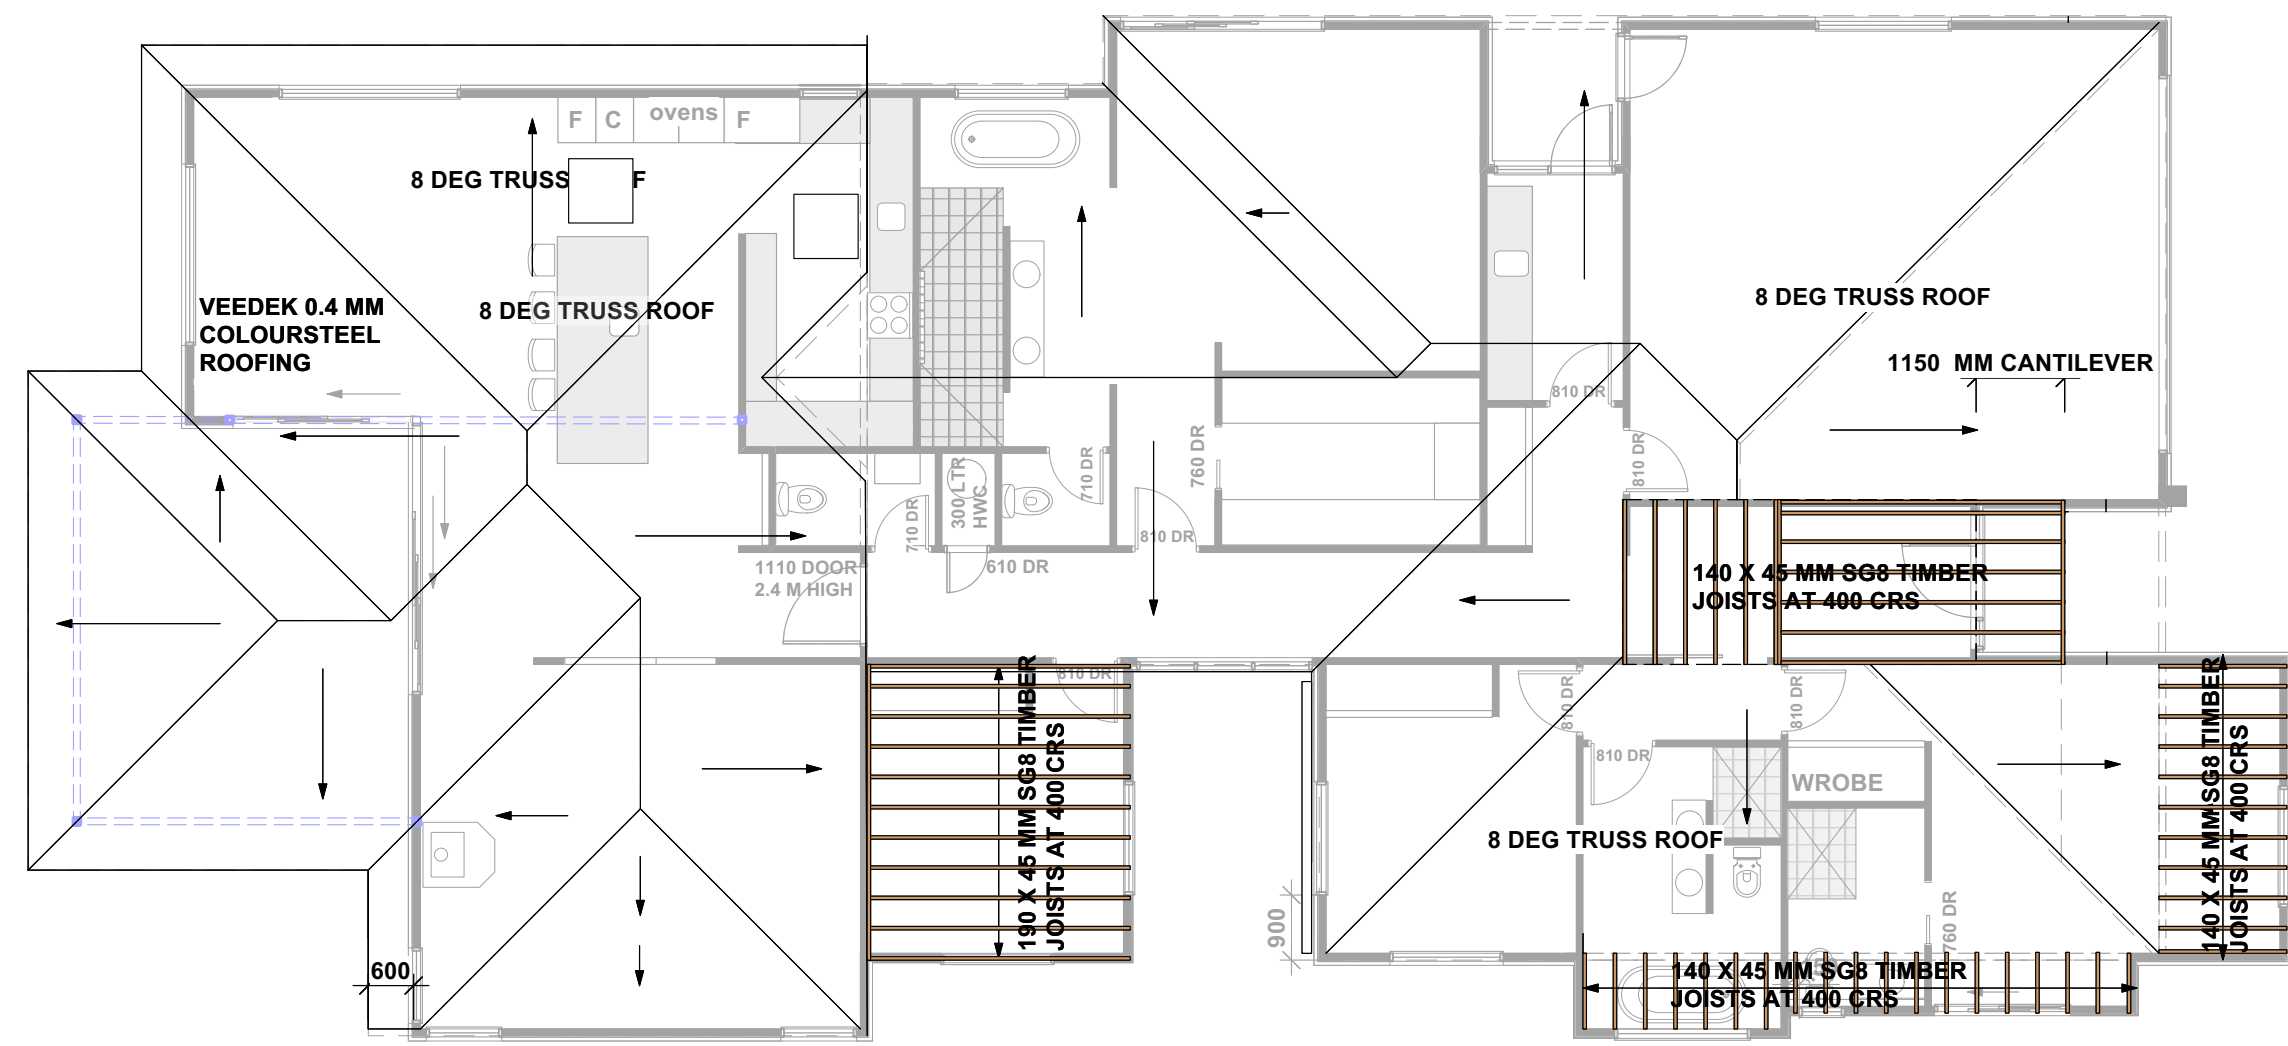 F
C
ovens
F
8 DEG TRUSS
F
8 DEG TRUSS ROOF
VEEDEK 0.4 MM
COLOURSTEEL
ROOFING
8 DEG TRUSS ROOF
1150 MM CANTILEVER
810 DR
810 DR
760 DR
710 DR
300 LTR
HWC
710 DR
810 DR
610 DR
1110 DOOR
2.4 M HIGH
140 X 45 MM SG8 TIMBER
JOISTS AT 400 CRS
810 DR
190 X 45 MM SG8 TIMBER
JOISTS AT 400 CRS
810 DR
810 DR
810 DR
WROBE
8 DEG TRUSS ROOF
140 X 45 MM SG8 TIMBER
JOISTS AT 400 CRS
900
760 DR
600
140 X 45 MM SG8 TIMBER
JOISTS AT 400 CRS